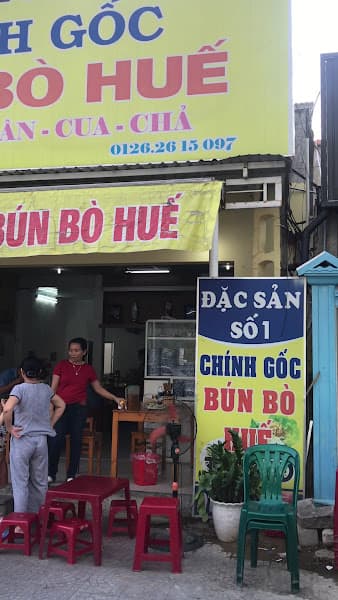 H GỐC
BÒ HUẾ
ÂN - CUA - CHẢ
0126.26 15 097
BÚN BÒ HUẾ
ĐẶC SẢN
SỐ 1
CHÍNH GỐC
BÚN BÒ
HUẾ